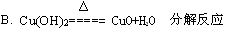 △
B. Cu(OH)₂===== CuO+H₂O 分解反应